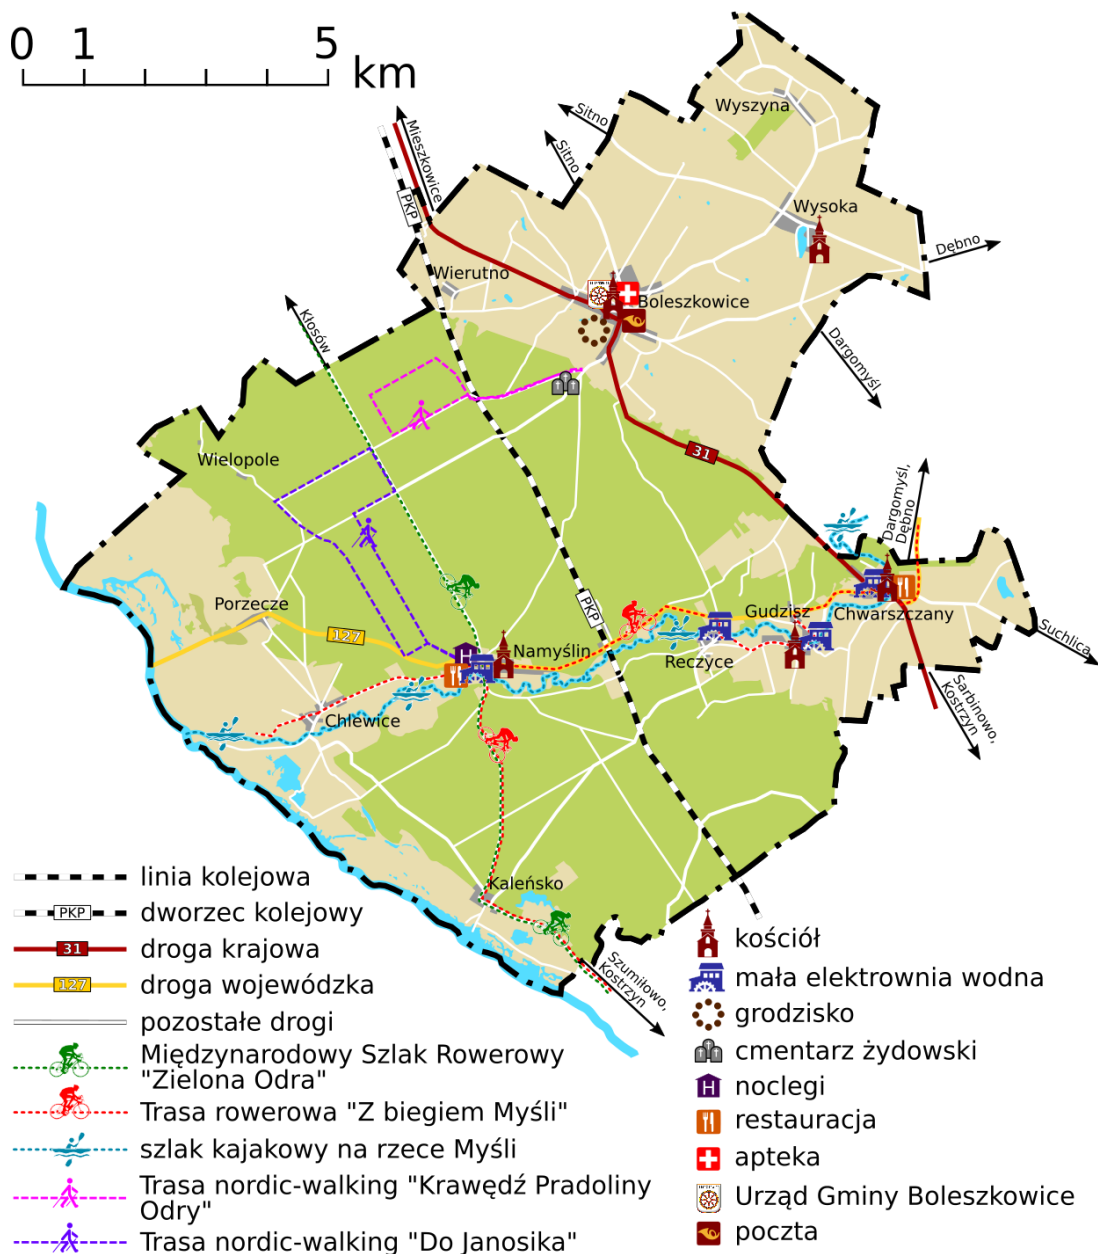 0 1 5
km
Wyszyna
Sitno
Sitno
Mieszkowice
PKP
Wysoka
Dębno
Wierutno
Boleszkowice
Kłosów
Dargomyśl
31
Wielopole
Dargomyśl,
Dębno
Porzecze
127
PKP
Gudzisz
Chwarszczany
Suchlica
H
Namyślin
Reczyce
Sarbinowo,
Kostrzyn
Chlewice
Kaleńsko
Szumiłowo,
Kostrzyn
linia kolejowa
PKP dworzec kolejowy
31 droga krajowa
127 droga wojewódzka
pozostałe drogi
Międzynarodowy Szlak Rowerowy
"Zielona Odra"
Trasa rowerowa "Z biegiem Myśli"
szlak kajakowy na rzece Myśli
Trasa nordic-walking "Krawędź Pradoliny
Odry"
Trasa nordic-walking "Do Janosika"
kościół
mała elektrownia wodna
grodzisko
cmentarz żydowski
H noclegi
restauracja
apteka
Urząd Gminy Boleszkowice
poczta